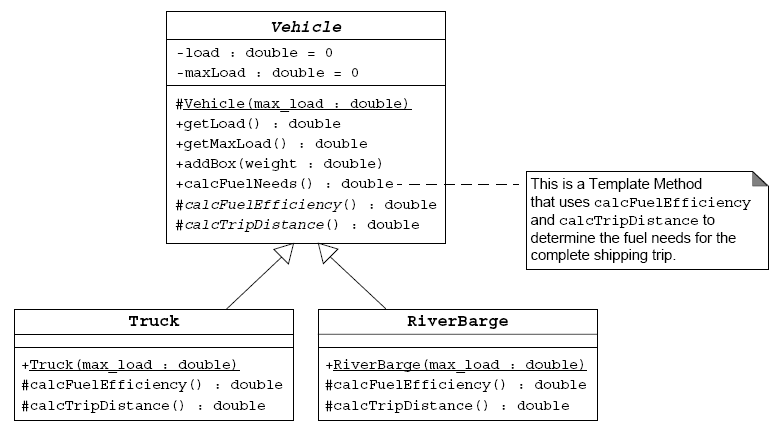 Vehicle
-load : double = 0
-maxLoad : double = 0
#Vehicle(max_load : double)
+getLoad() : double
+getMaxLoad() : double
+addBox(weight : double)
+calcFuelNeeds() : double
#calcFuelEfficiency() : double
#calcTripDistance() : double
This is a Template Method
that uses calcFuelEfficiency
and calcTripDistance to
determine the fuel needs for the
complete shipping trip.
Truck
+Truck(max_load : double)
#calcFuelEfficiency() : double
#calcTripDistance() : double
RiverBarge
+RiverBarge(max_load : double)
#calcFuelEfficiency() : double
#calcTripDistance() : double